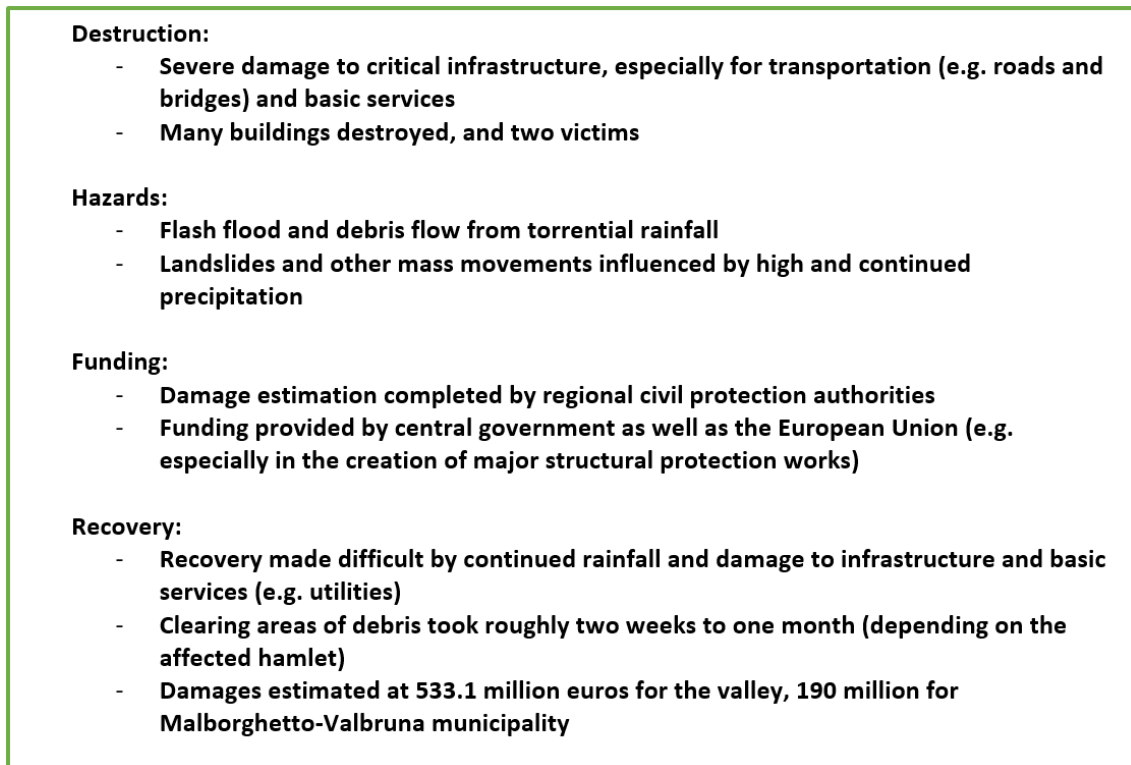 Destruction:
- Severe damage to critical infrastructure, especially for transportation (e.g. roads and
bridges) and basic services
- Many buildings destroyed, and two victims
Hazards:
- Flash flood and debris flow from torrential rainfall
- Landslides and other mass movements influenced by high and continued
precipitation
Funding:
- Damage estimation completed by regional civil protection authorities
- Funding provided by central government as well as the European Union (e.g.
especially in the creation of major structural protection works)
Recovery:
- Recovery made difficult by continued rainfall and damage to infrastructure and basic
services (e.g. utilities)
- Clearing areas of debris took roughly two weeks to one month (depending on the
affected hamlet)
- Damages estimated at 533.1 million euros for the valley, 190 million for
Malborghetto-Valbruna municipality